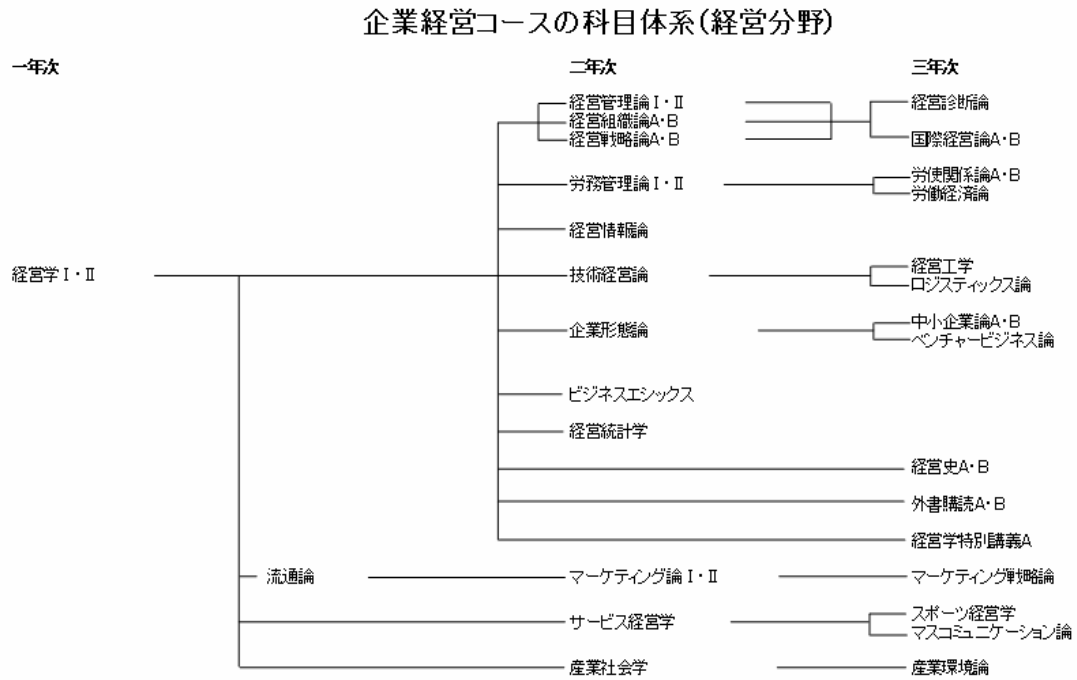 企業経営コースの科目体系(経営分野)
一年次 二年次 三年次
経営管理論Ⅰ・Ⅱ 経営診断論
経営組織論A・B
経営戦略論A・B 国際経営論A・B
労務管理論Ⅰ・Ⅱ 労使関係論A・B
労働経済論
経営情報論
経営学Ⅰ・Ⅱ 技術経営論 経営工学
ロジスティックス論
企業形態論 中小企業論A・B
ベンチャービジネス論
ビジネスエシックス
経営統計学
経営史A・B
外書購読A・B
経営学特別講義A
流通論 マーケティング論Ⅰ・Ⅱ マーケティング戦略論
サービス経営学 スポーツ経営学
マスコミュニケーション論
産業社会学 産業環境論